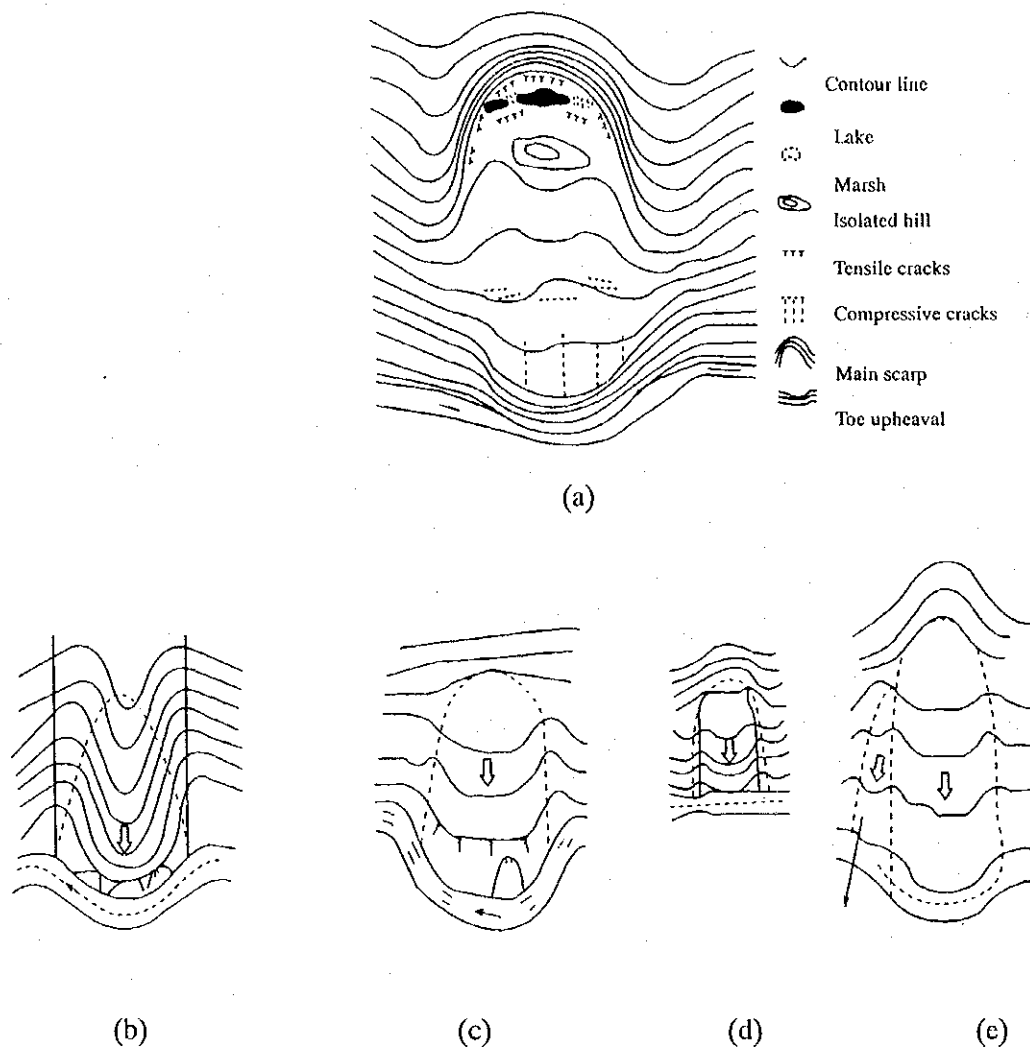 Contour line
Lake
Marsh
Isolated hill
Tensile cracks
Compressive cracks
Main scarp
Toe upheaval
(a)
(b)
(c)
(d)
(e)